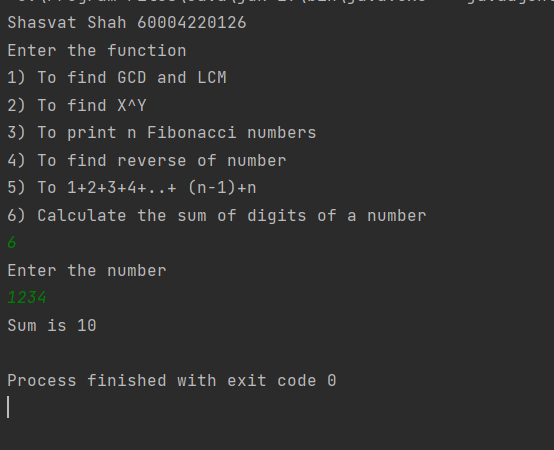 Shasvat Shah 60004220126
Enter the function
1) To find GCD and LCM
2) To find X^Y
3) To print n Fibonacci numbers
4) To find reverse of number
5) To 1+2+3+4+..+ (n-1)+n
6) Calculate the sum of digits of a number
6
Enter the number
1234
Sum is 10
Process finished with exit code 0